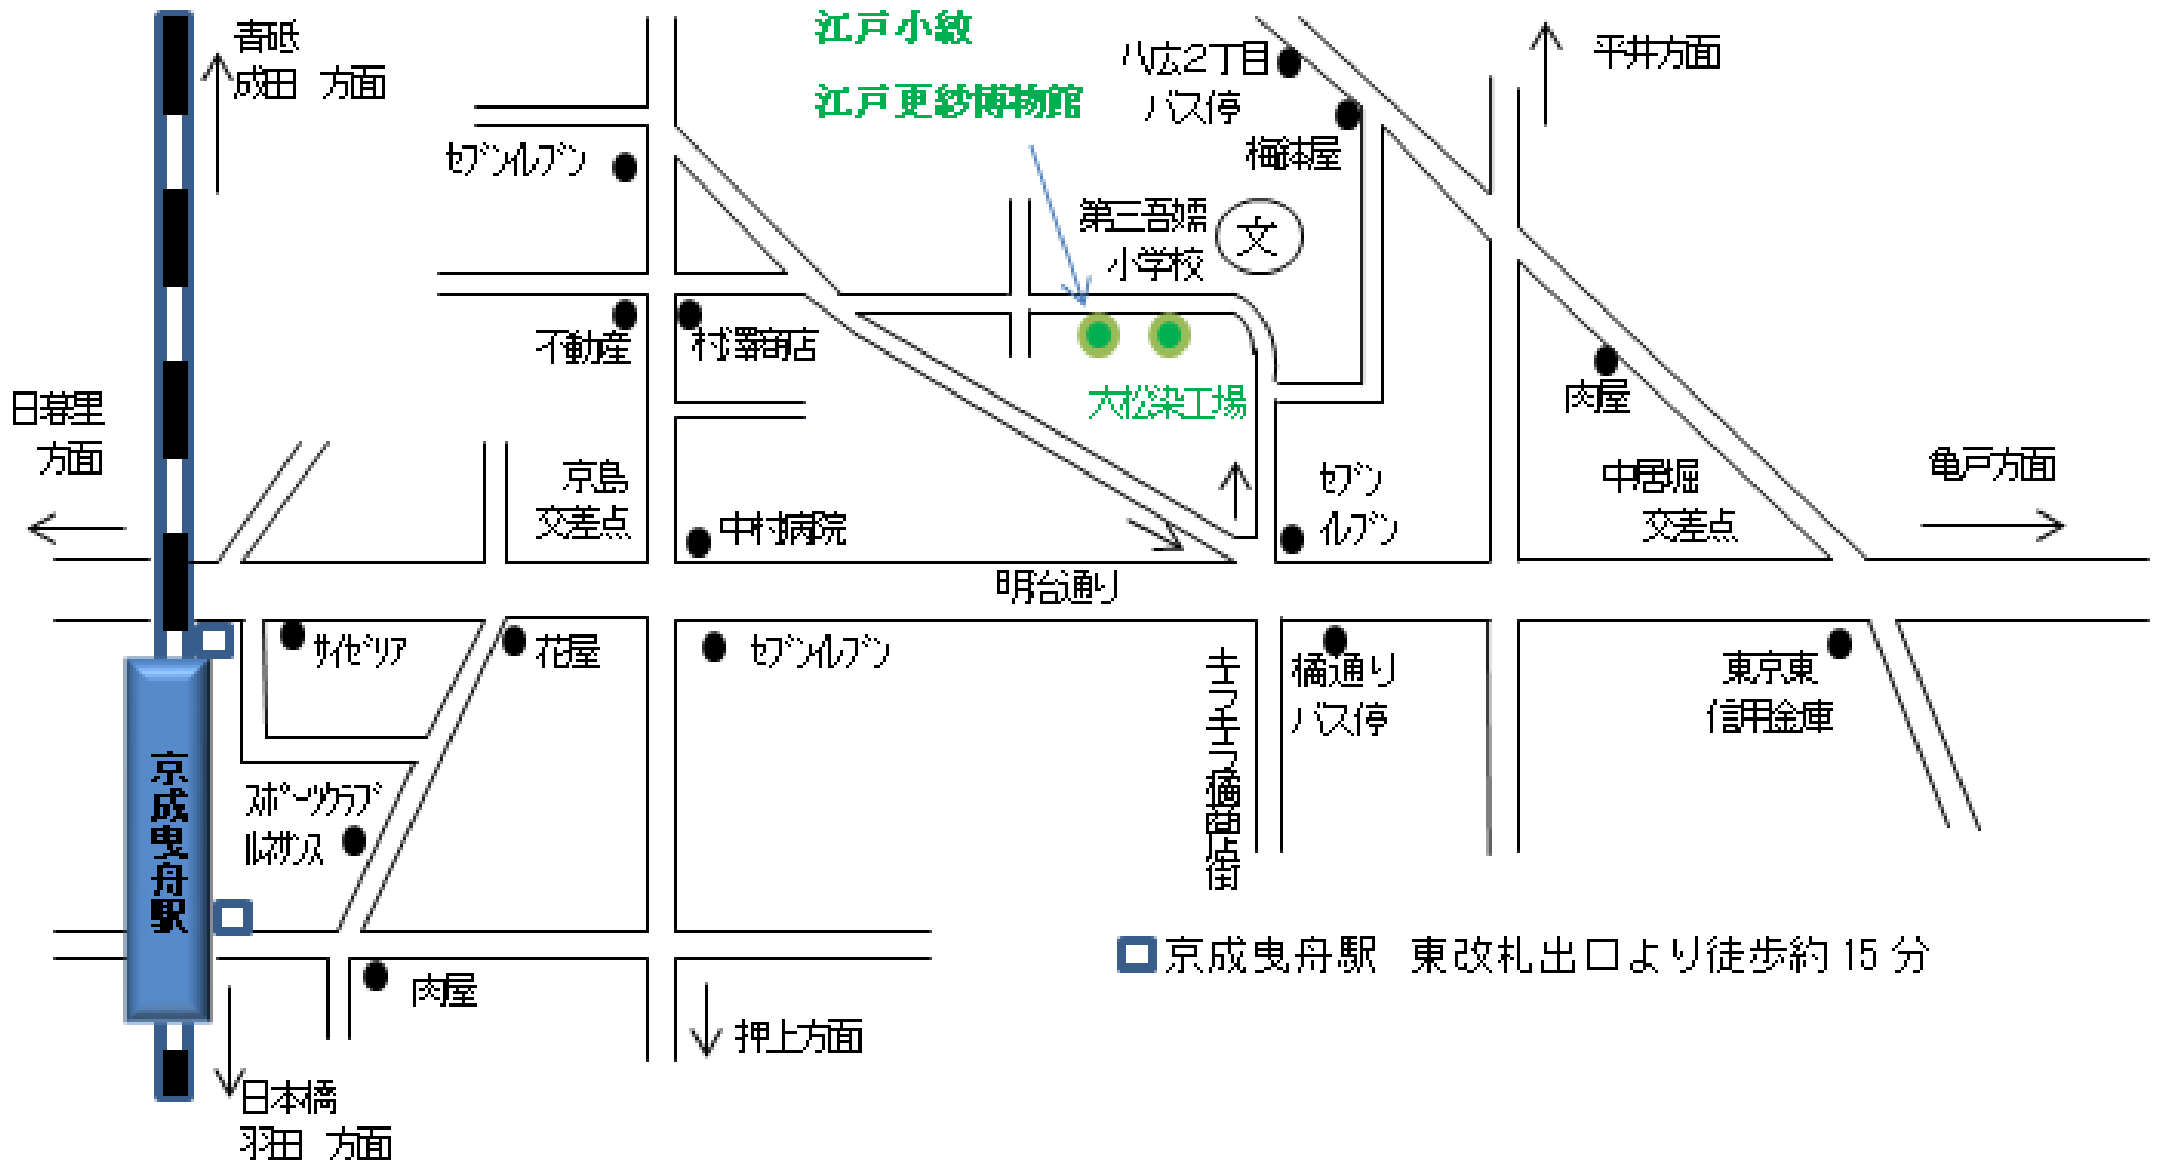 青砥
成田 方面
江戸小紋
江戸更紗博物館
八広2丁目
バス停
梅鉢屋
平井方面
セブンイレブン
第三吾嬬
小学校
文
不動産
村澤商店
大松染工場
肉屋
日暮里
方面
京島
交差点
中村病院
セブン
イレブン
中居堀
交差点
亀戸方面
明治通り
サイゼリア
花屋
セブンイレブン
キラキラ橘商店街
橘通り
バス停
東京東
信用金庫
京成曳舟駅
スポーツクラブ
ルネサンス
京成曳舟駅 東改札出口より徒歩約15分
肉屋
押上方面
日本橋
羽田 方面